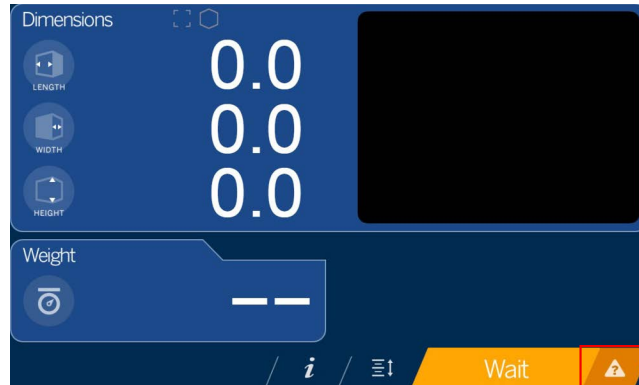 Dimensions
LENGTH
0.0
WIDTH
0.0
HEIGHT
0.0
Weight
– –
i
Wait
?